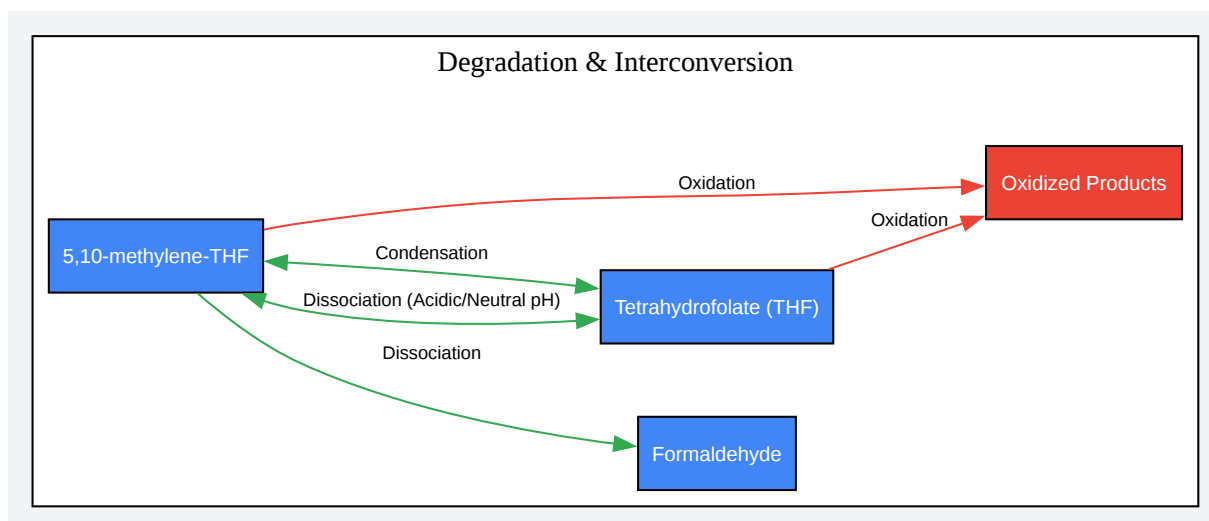 Degradation & Interconversion
Oxidation
Oxidized Products
Oxidation
5,10-methylene-THF
Condensation
Dissociation (Acidic/Neutral pH)
Tetrahydrofolate (THF)
Dissociation
Formaldehyde